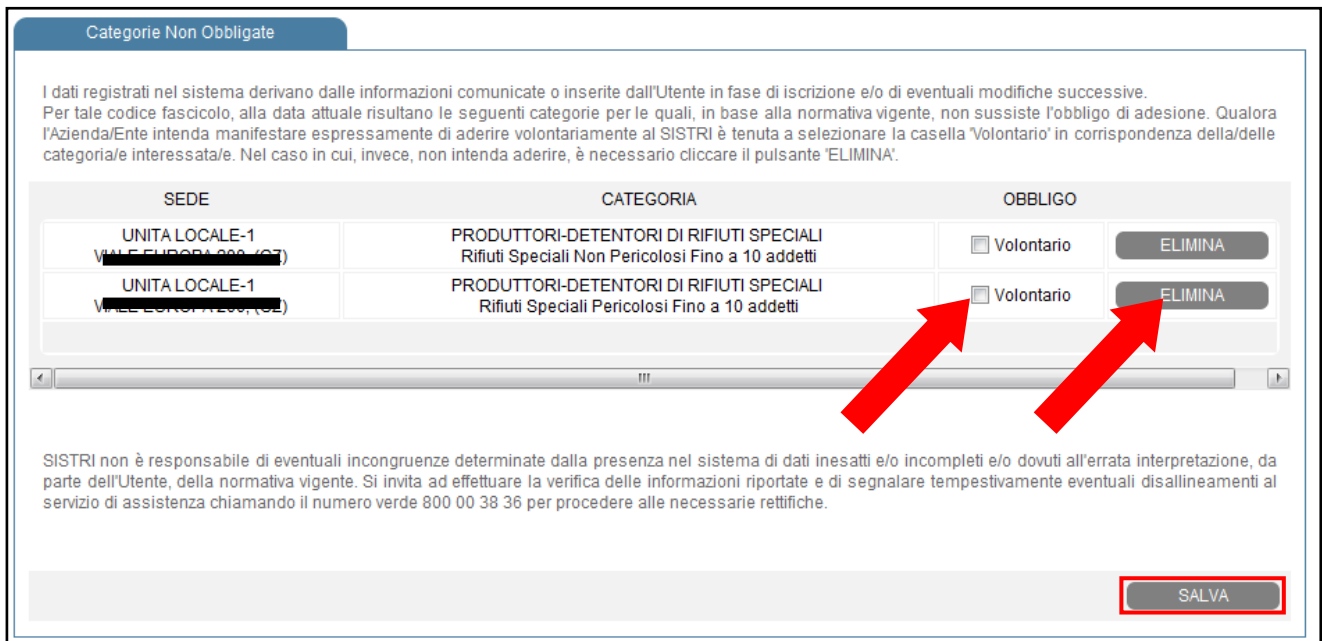 Categorie Non Obbligate
I dati registrati nel sistema derivano dalle informazioni comunicate o inserite dall'Utente in fase di iscrizione e/o di eventuali modifiche successive.
Per tale codice fascicolo, alla data attuale risultano le seguenti categorie per le quali, in base alla normativa vigente, non sussiste l'obbligo di adesione. Qualora
l'Azienda/Ente intenda manifestare espressamente di aderire volontariamente al SISTRI è tenuta a selezionare la casella 'Volontario' in corrispondenza della/delle
categoria/e interessata/e. Nel caso in cui, invece, non intenda aderire, è necessario cliccare il pulsante 'ELIMINA'.
SEDE CATEGORIA OBBLIGO
UNITA LOCALE-1 PRODUTTORI-DETENTORI DI RIFIUTI SPECIALI
Rifiuti Speciali Non Pericolosi Fino a 10 addetti Volontario ELIMINA
UNITA LOCALE-1 PRODUTTORI-DETENTORI DI RIFIUTI SPECIALI
Rifiuti Speciali Pericolosi Fino a 10 addetti Volontario ELIMINA
SISTRI non è responsabile di eventuali incongruenze determinate dalla presenza nel sistema di dati inesatti e/o incompleti e/o dovuti all'errata interpretazione, da
parte dell'Utente, della normativa vigente. Si invita ad effettuare la verifica delle informazioni riportate e di segnalare tempestivamente eventuali disallineamenti al
servizio di assistenza chiamando il numero verde 800 00 38 36 per procedere alle necessarie rettifiche.
SALVA